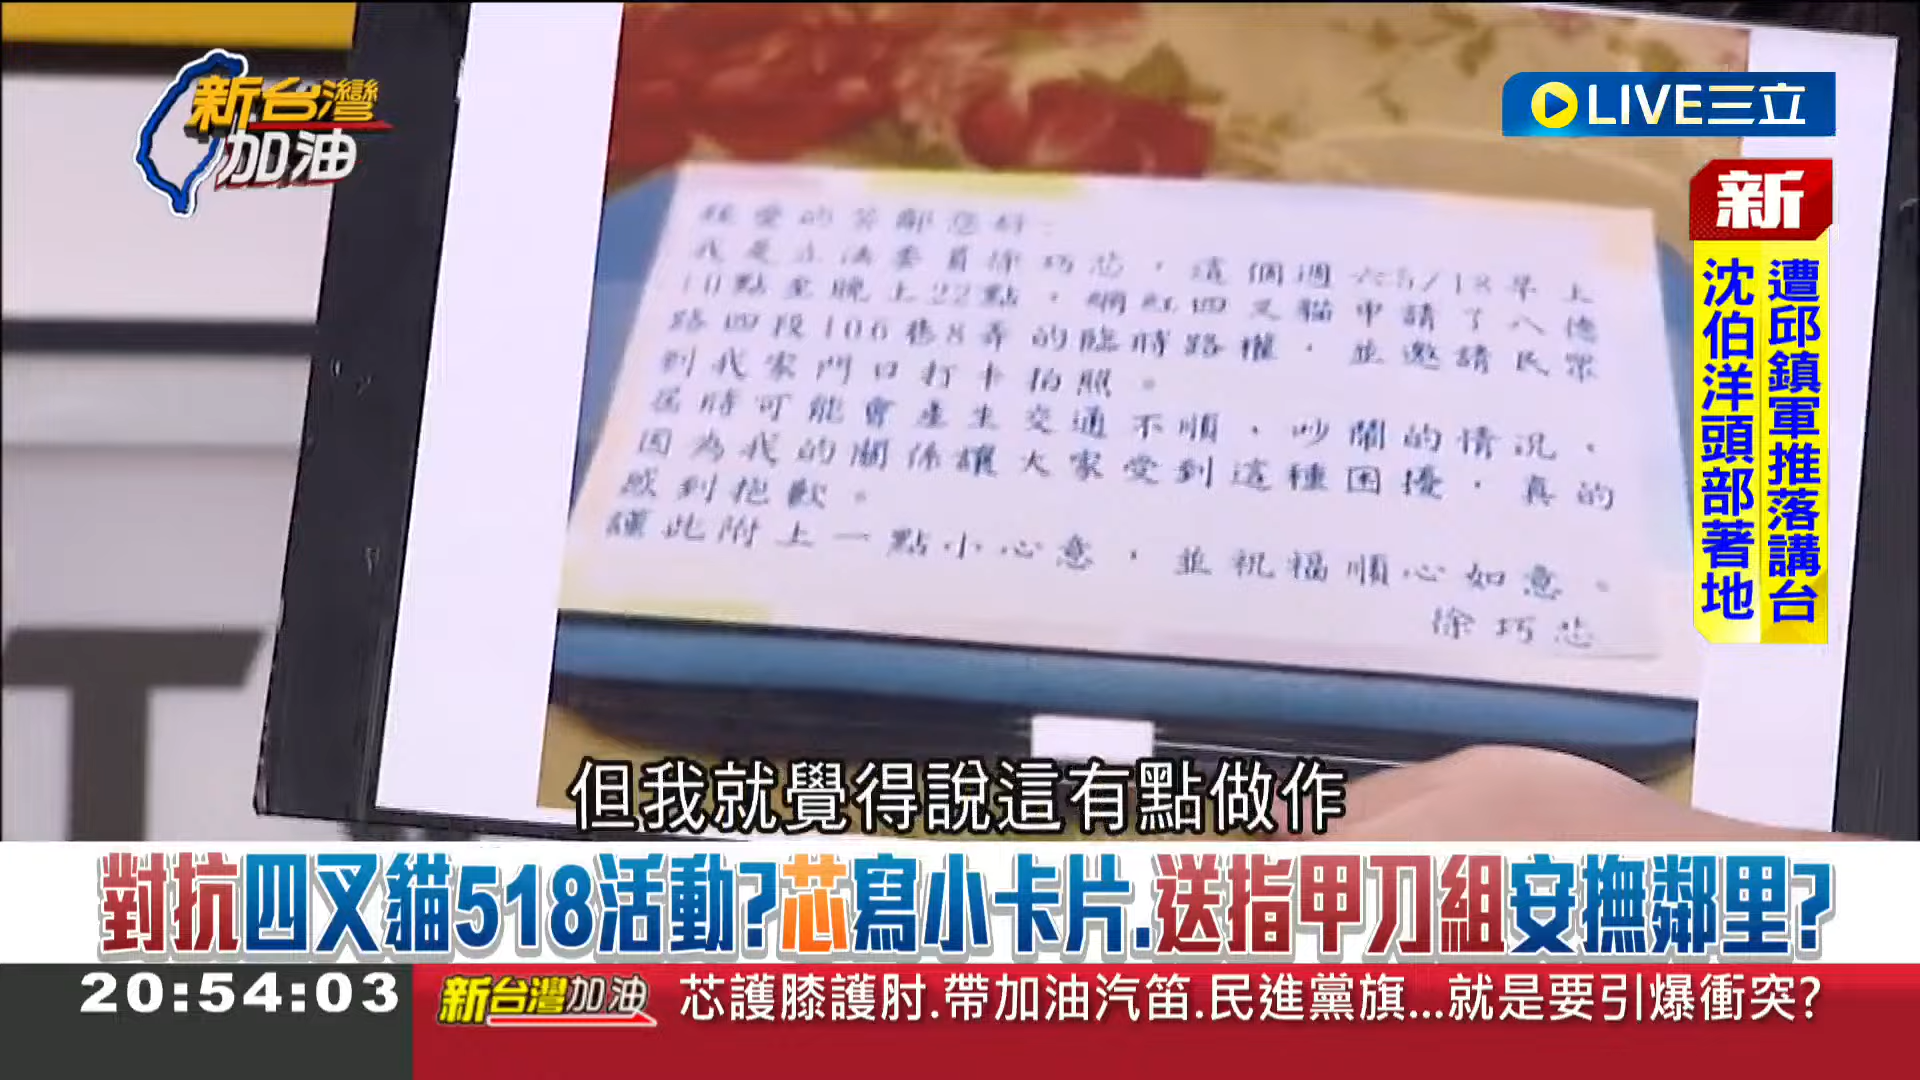 新台灣
加油
LIVE三立
新
遭邱鎮軍推落講台
沈伯洋頭部著地
親愛的芳鄰您好：
我是立法委員徐巧芯，這個週六5/18早上
10點至晚上22點，網紅四叉貓申請了八德
路四段106巷8弄的臨時路權，並邀請民眾
到我家門口打卡拍照。
屆時可能會產生交通不順、吵鬧的情況，
因為我的關係讓大家受到這種困擾，真的
感到抱歉。
謹此附上一點小心意，並祝福順心如意。
徐巧芯
但我就覺得說這有點做作
對抗四叉貓518活動?芯寫小卡片.送指甲刀組安撫鄰里?
20:54:03
新台灣加油
芯護膝護肘.帶加油汽笛.民進黨旗...就是要引爆衝突?